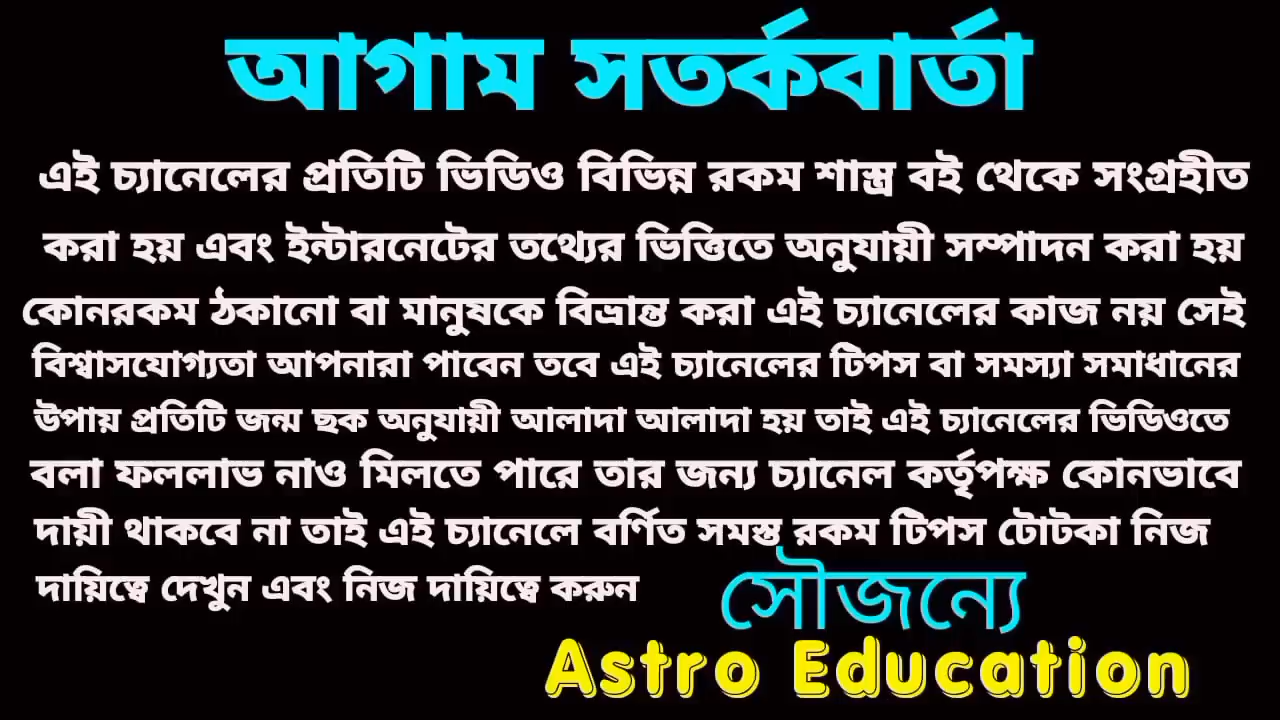 আগাম সতর্কবার্তা
এই চ্যানেলের প্রতিটি ভিডিও বিভিন্ন রকম শাস্ত্র বই থেকে সংগ্রহীত
করা হয় এবং ইন্টারনেটের তথ্যের ভিত্তিতে অনুযায়ী সম্পাদন করা হয়
কোনরকম ঠকানো বা মানুষকে বিভ্রান্ত করা এই চ্যানেলের কাজ নয় সেই
বিশ্বাসযোগ্যতা আপনারা পাবেন তবে এই চ্যানেলের টিপস বা সমস্যা সমাধানের
উপায় প্রতিটি জন্ম ছক অনুযায়ী আলাদা আলাদা হয় তাই এই চ্যানেলের ভিডিওতে
বলা ফললাভ নাও মিলতে পারে তার জন্য চ্যানেল কর্তৃপক্ষ কোনভাবে
দায়ী থাকবে না তাই এই চ্যানেলে বর্ণিত সমস্ত রকম টিপস টোটকা নিজ
দায়িত্বে দেখুন এবং নিজ দায়িত্বে করুন
সৌজন্যে
Astro Education